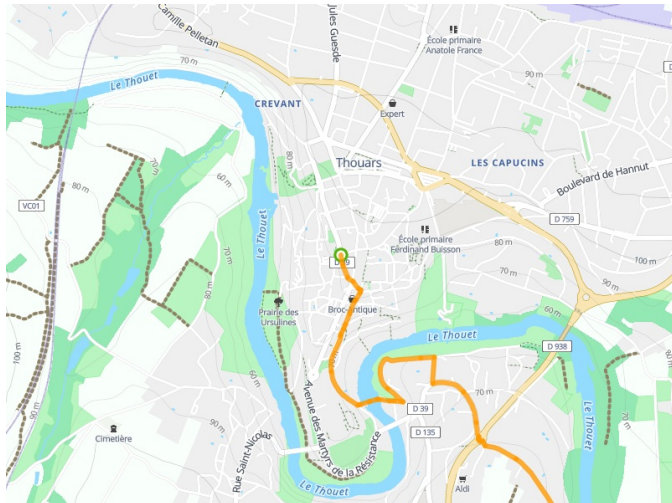 Camille Pelletan
Jules Guesde
École primaire
Anatole France
70 m
90 m
Le Thouet
CREVANT
Expert
Thouars
LES CAPUCINS
Boulevard de Hannut
80 m
70 m
60 m
80 m
VC01
D 759
100 m
Le Thouet
École primaire
Ferdinand Buisson
90 m
70 m
80 m
Prairie des
Ursulines
Broc-Antique
Le Thouet
D 938
100 m
60 m
70 m
D 39
D 135
Avenue des Martyrs de la Résistance
Rue Saint-Nicolas
Cimetière
Le Thouet
90 m
Le Thouet
Aldi